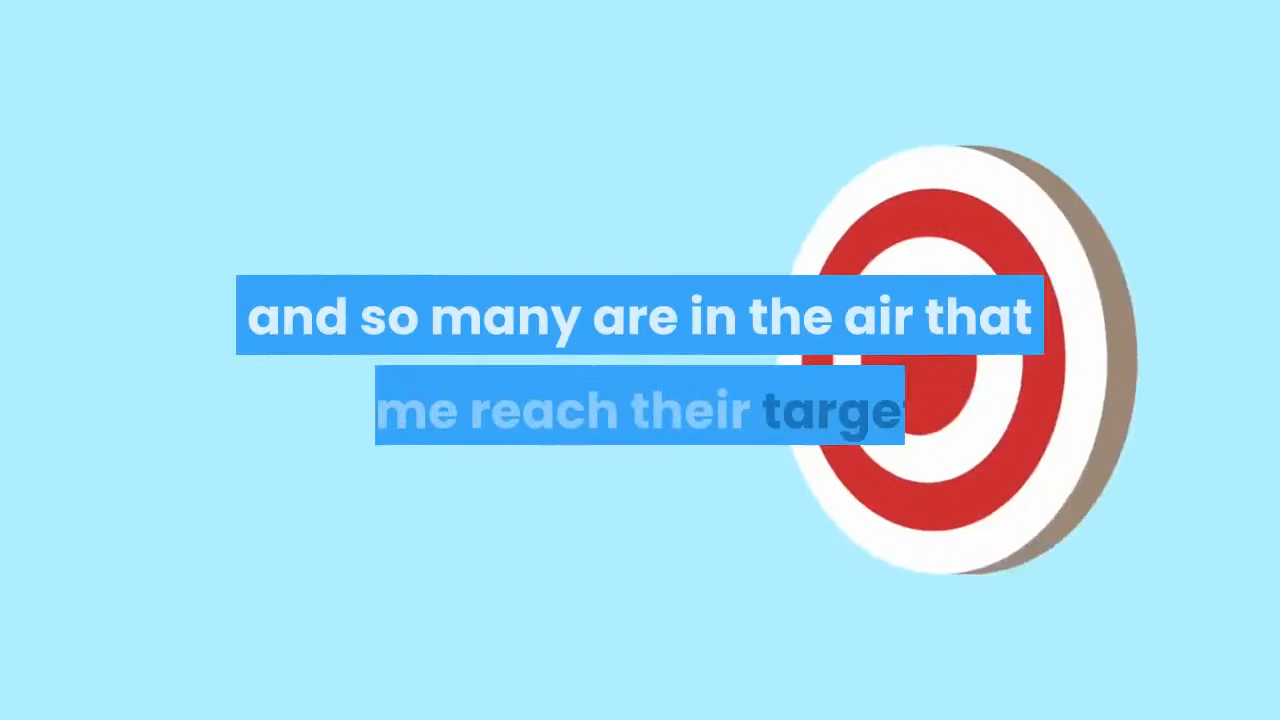 and so many are in the air that
me reach their targe